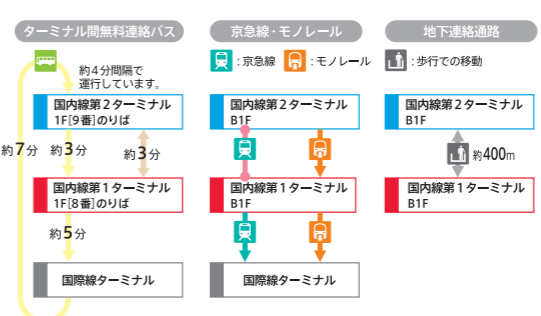 ターミナル間無料連絡バス
約4分間隔で
運行しています。
国内線第2ターミナル
1F[9番]のりば
約7分
約3分
約3分
国内線第1ターミナル
1F[8番]のりば
約5分
国際線ターミナル
京急線・モノレール
:京急線
:モノレール
国内線第2ターミナル
B1F
国内線第1ターミナル
B1F
国際線ターミナル
地下連絡通路
:歩行での移動
国内線第2ターミナル
B1F
約400m
国内線第1ターミナル
B1F